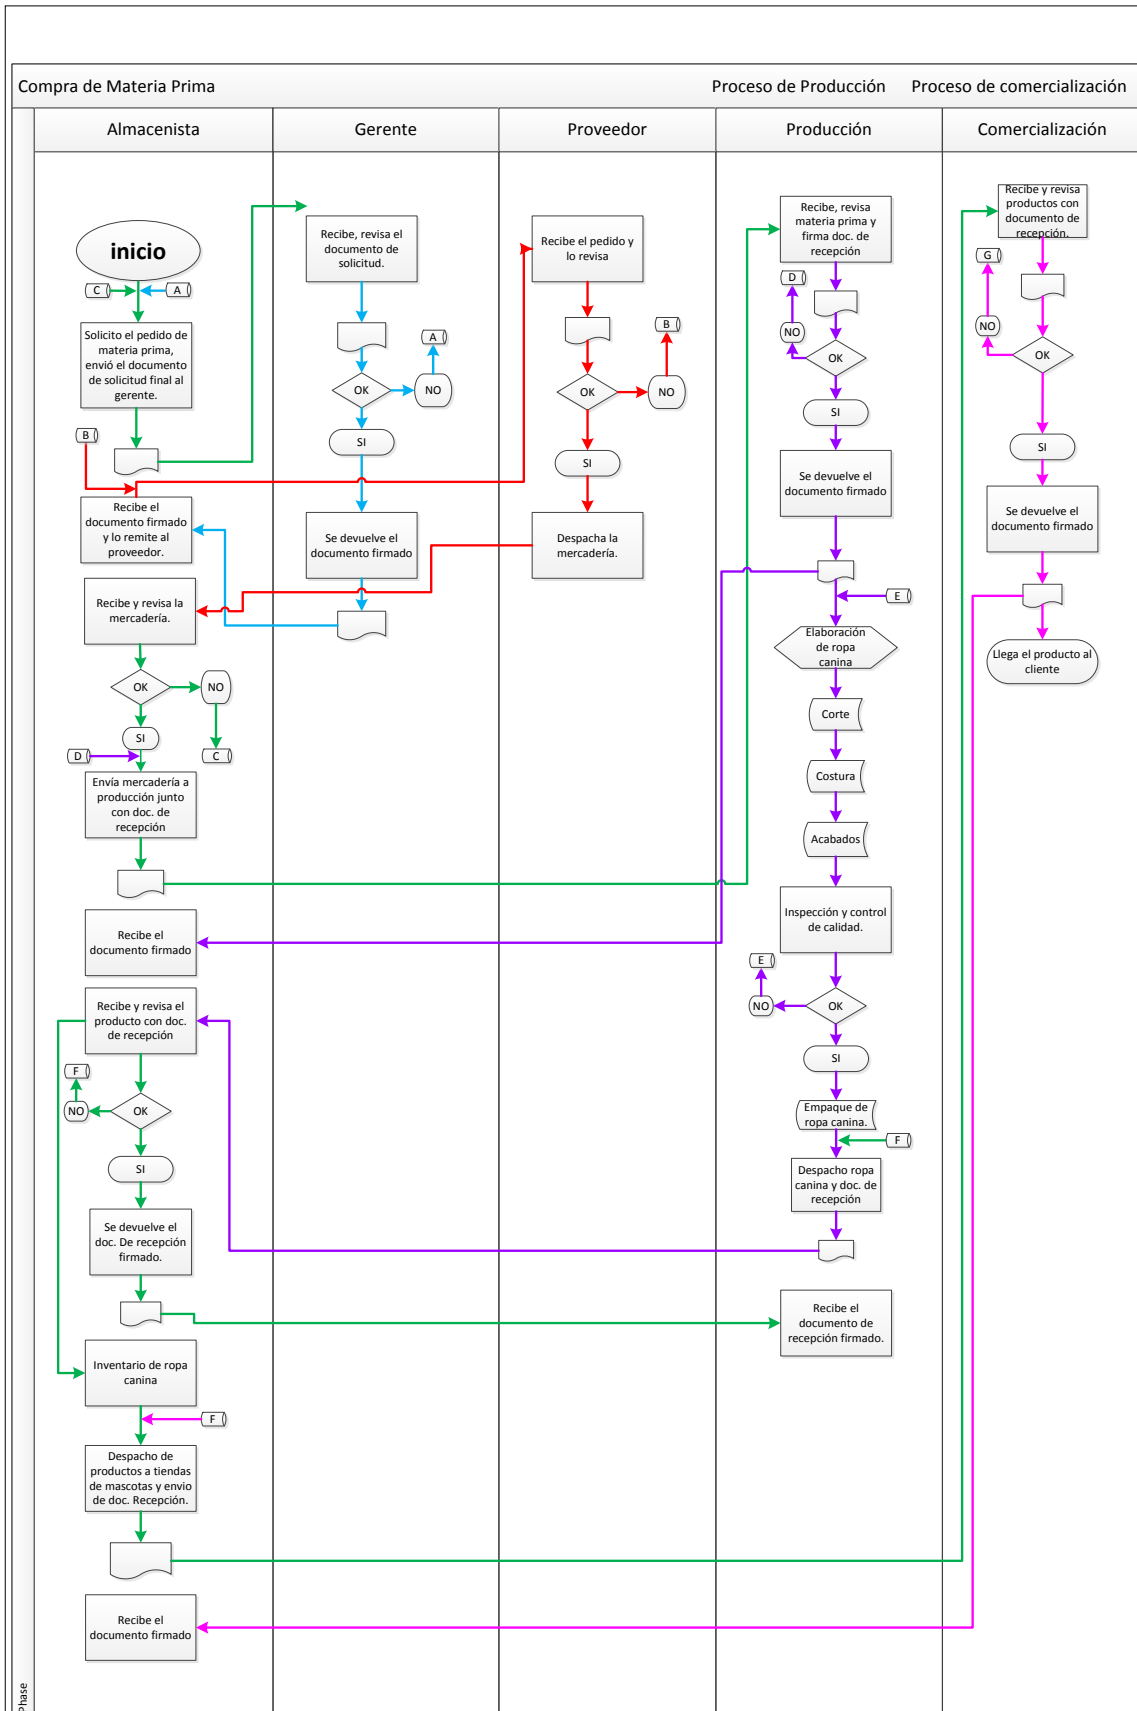 Compra de Materia Prima
Proceso de Producción
Proceso de comercialización
Almacenista
Gerente
Proveedor
Producción
Comercialización
inicio
C
A
Solicito el pedido de
materia prima,
envió el documento
de solicitud final al
gerente.
B
Recibe el
documento firmado
y lo remite al
proveedor.
Recibe y revisa la
mercadería.
OK
NO
SI
C
D
Envía mercadería a
producción junto
con doc. de
recepción
Recibe el
documento firmado
Recibe y revisa el
producto con doc.
de recepción
F
NO
OK
SI
Se devuelve el
doc. De recepción
firmado.
Inventario de ropa
canina
F
Despacho de
productos a tiendas
de mascotas y envio
de doc. Recepción.
Recibe el
documento firmado
Recibe, revisa el
documento de
solicitud.
A
OK
NO
SI
Se devuelve el
documento firmado
Recibe el pedido y
lo revisa
B
OK
NO
SI
Despacha la
mercadería.
Recibe, revisa
materia prima y
firma doc. de
recepción
D
NO
OK
SI
Se devuelve el
documento firmado
E
Elaboración
de ropa
canina
Corte
Costura
Acabados
Inspección y control
de calidad.
E
NO
OK
SI
Empaque de
ropa canina.
F
Despacho ropa
canina y doc. de
recepción
Recibe el
documento de
recepción firmado.
Recibe y revisa
productos con
documento de
recepción.
G
NO
OK
SI
Se devuelve el
documento firmado
Llega el producto al
cliente
Phase